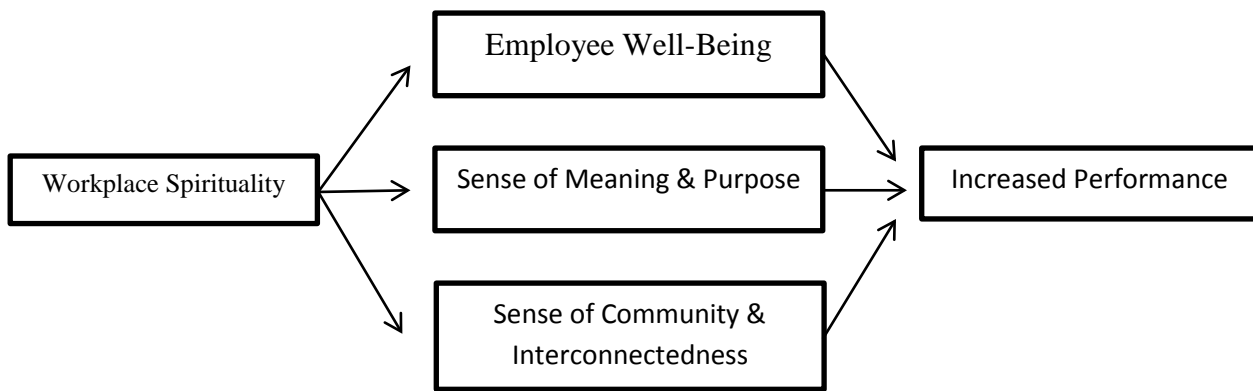 Employee Well-Being
Workplace Spirituality
Sense of Meaning & Purpose
Increased Performance
Sense of Community &
Interconnectedness